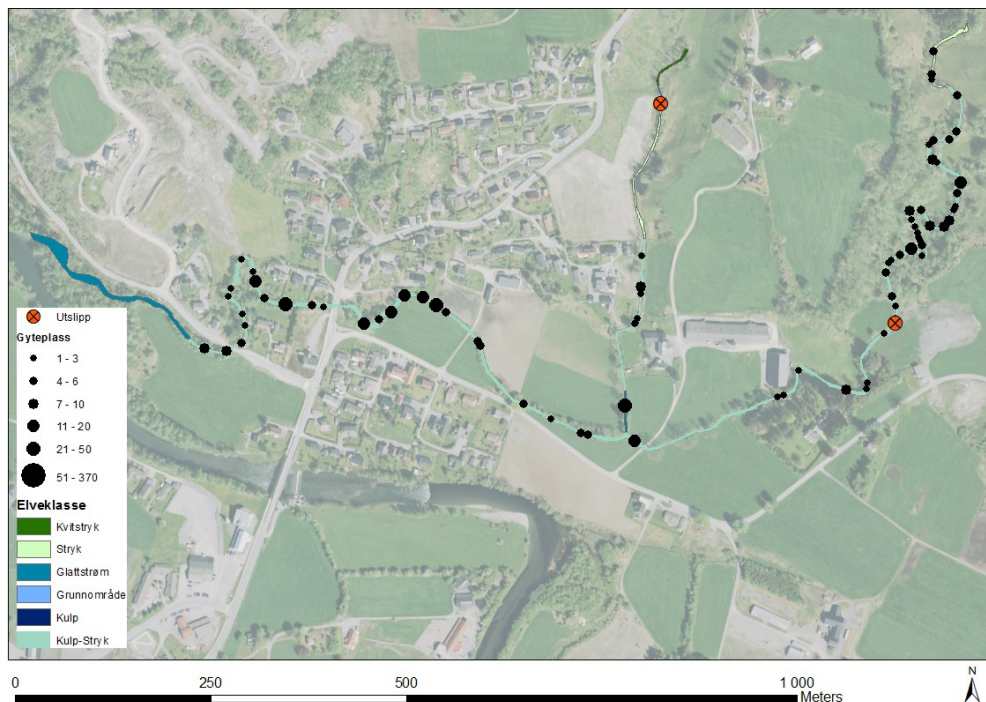 Utslipp
Gyteplass
1 - 3
4 - 6
7 - 10
11 - 20
21 - 50
51 - 370
Elveklasse
Kvitstryk
Stryk
Glattstrøm
Grunnområde
Kulp
Kulp-Stryk
0 250 500 1 000
Meters
N